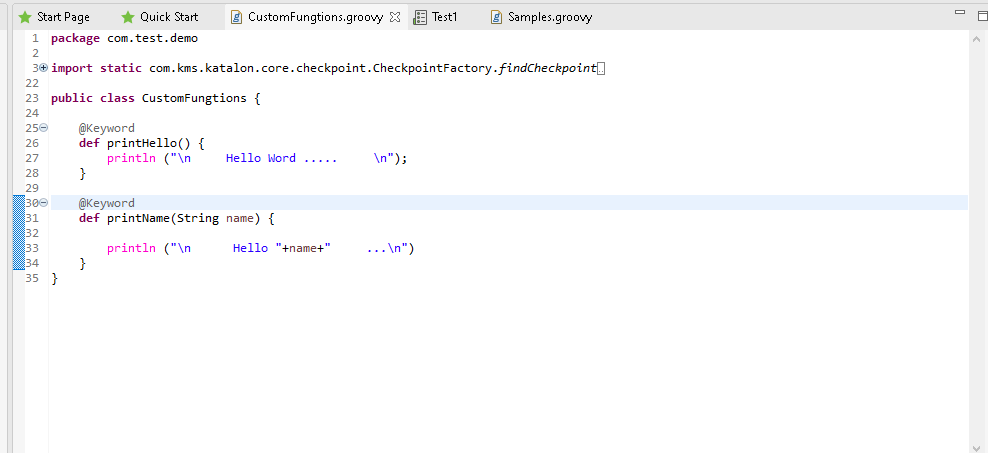 Start Page Quick Start CustomFungtions.groovy Test1 Samples.groovy
1 package com.test.demo
2
3 import static com.kms.katalon.core.checkpoint.CheckpointFactory.findCheckpoint
22
23 public class CustomFungtions {
24
25     @Keyword
26     def printHello() {
27         println ("\n     Hello Word .....     \n");
28     }
29
30     @Keyword
31     def printName(String name) {
32
33         println ("\n      Hello "+name+"     ...\n")
34     }
35 }